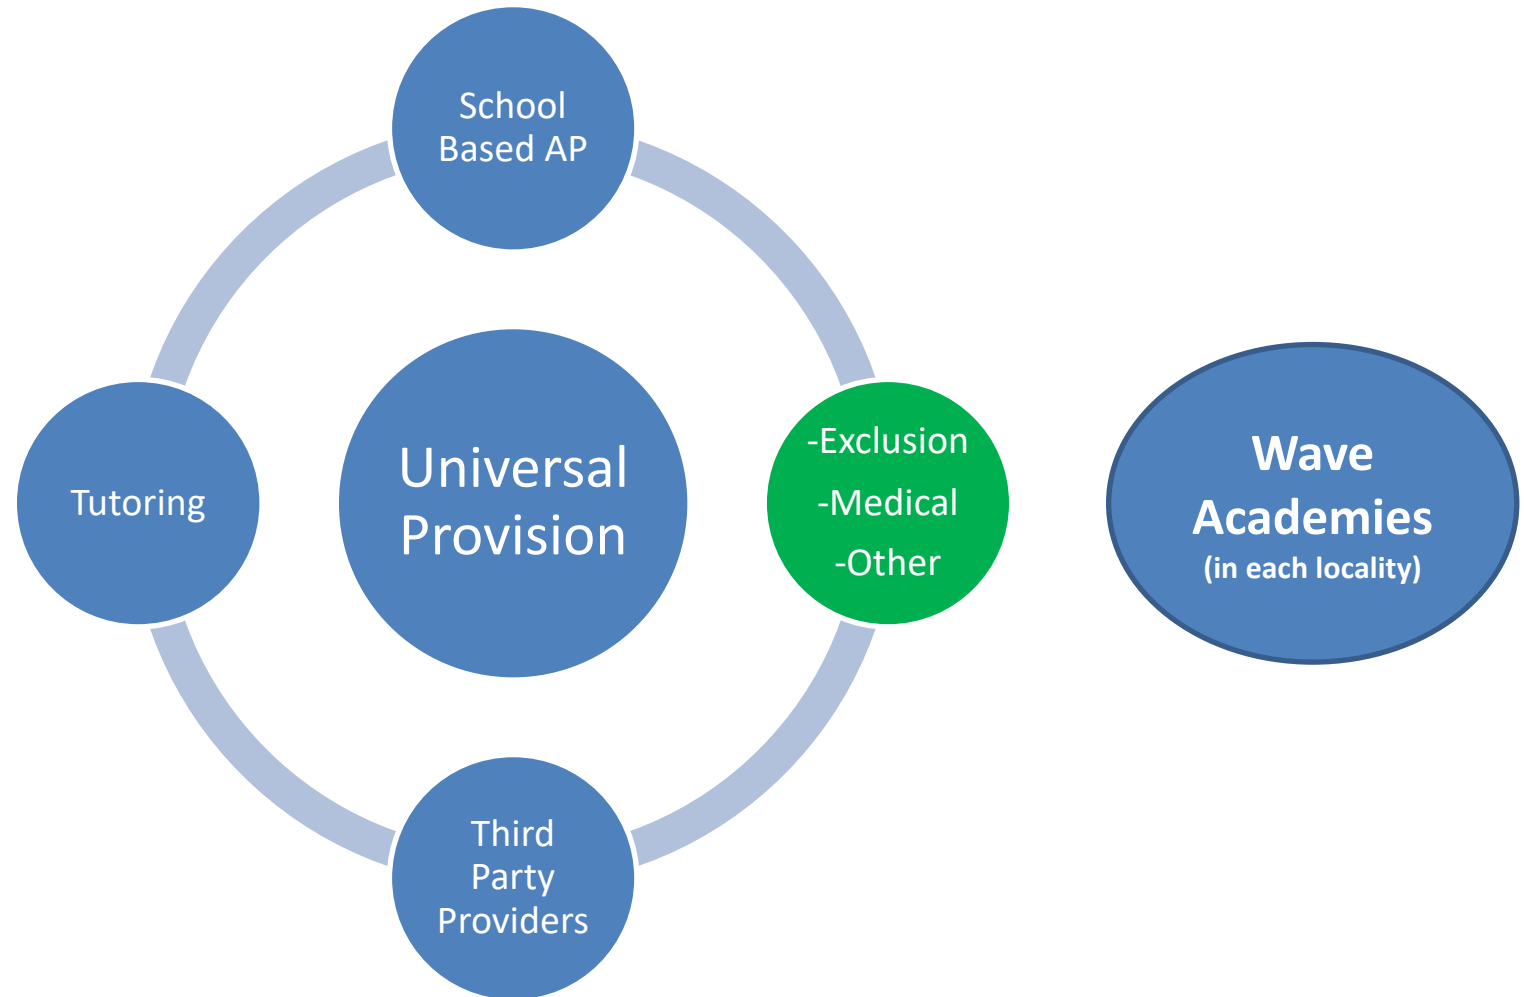 School
Based AP
Tutoring
Universal
Provision
-Exclusion
-Medical
-Other
Wave
Academies
(in each locality)
Third
Party
Providers